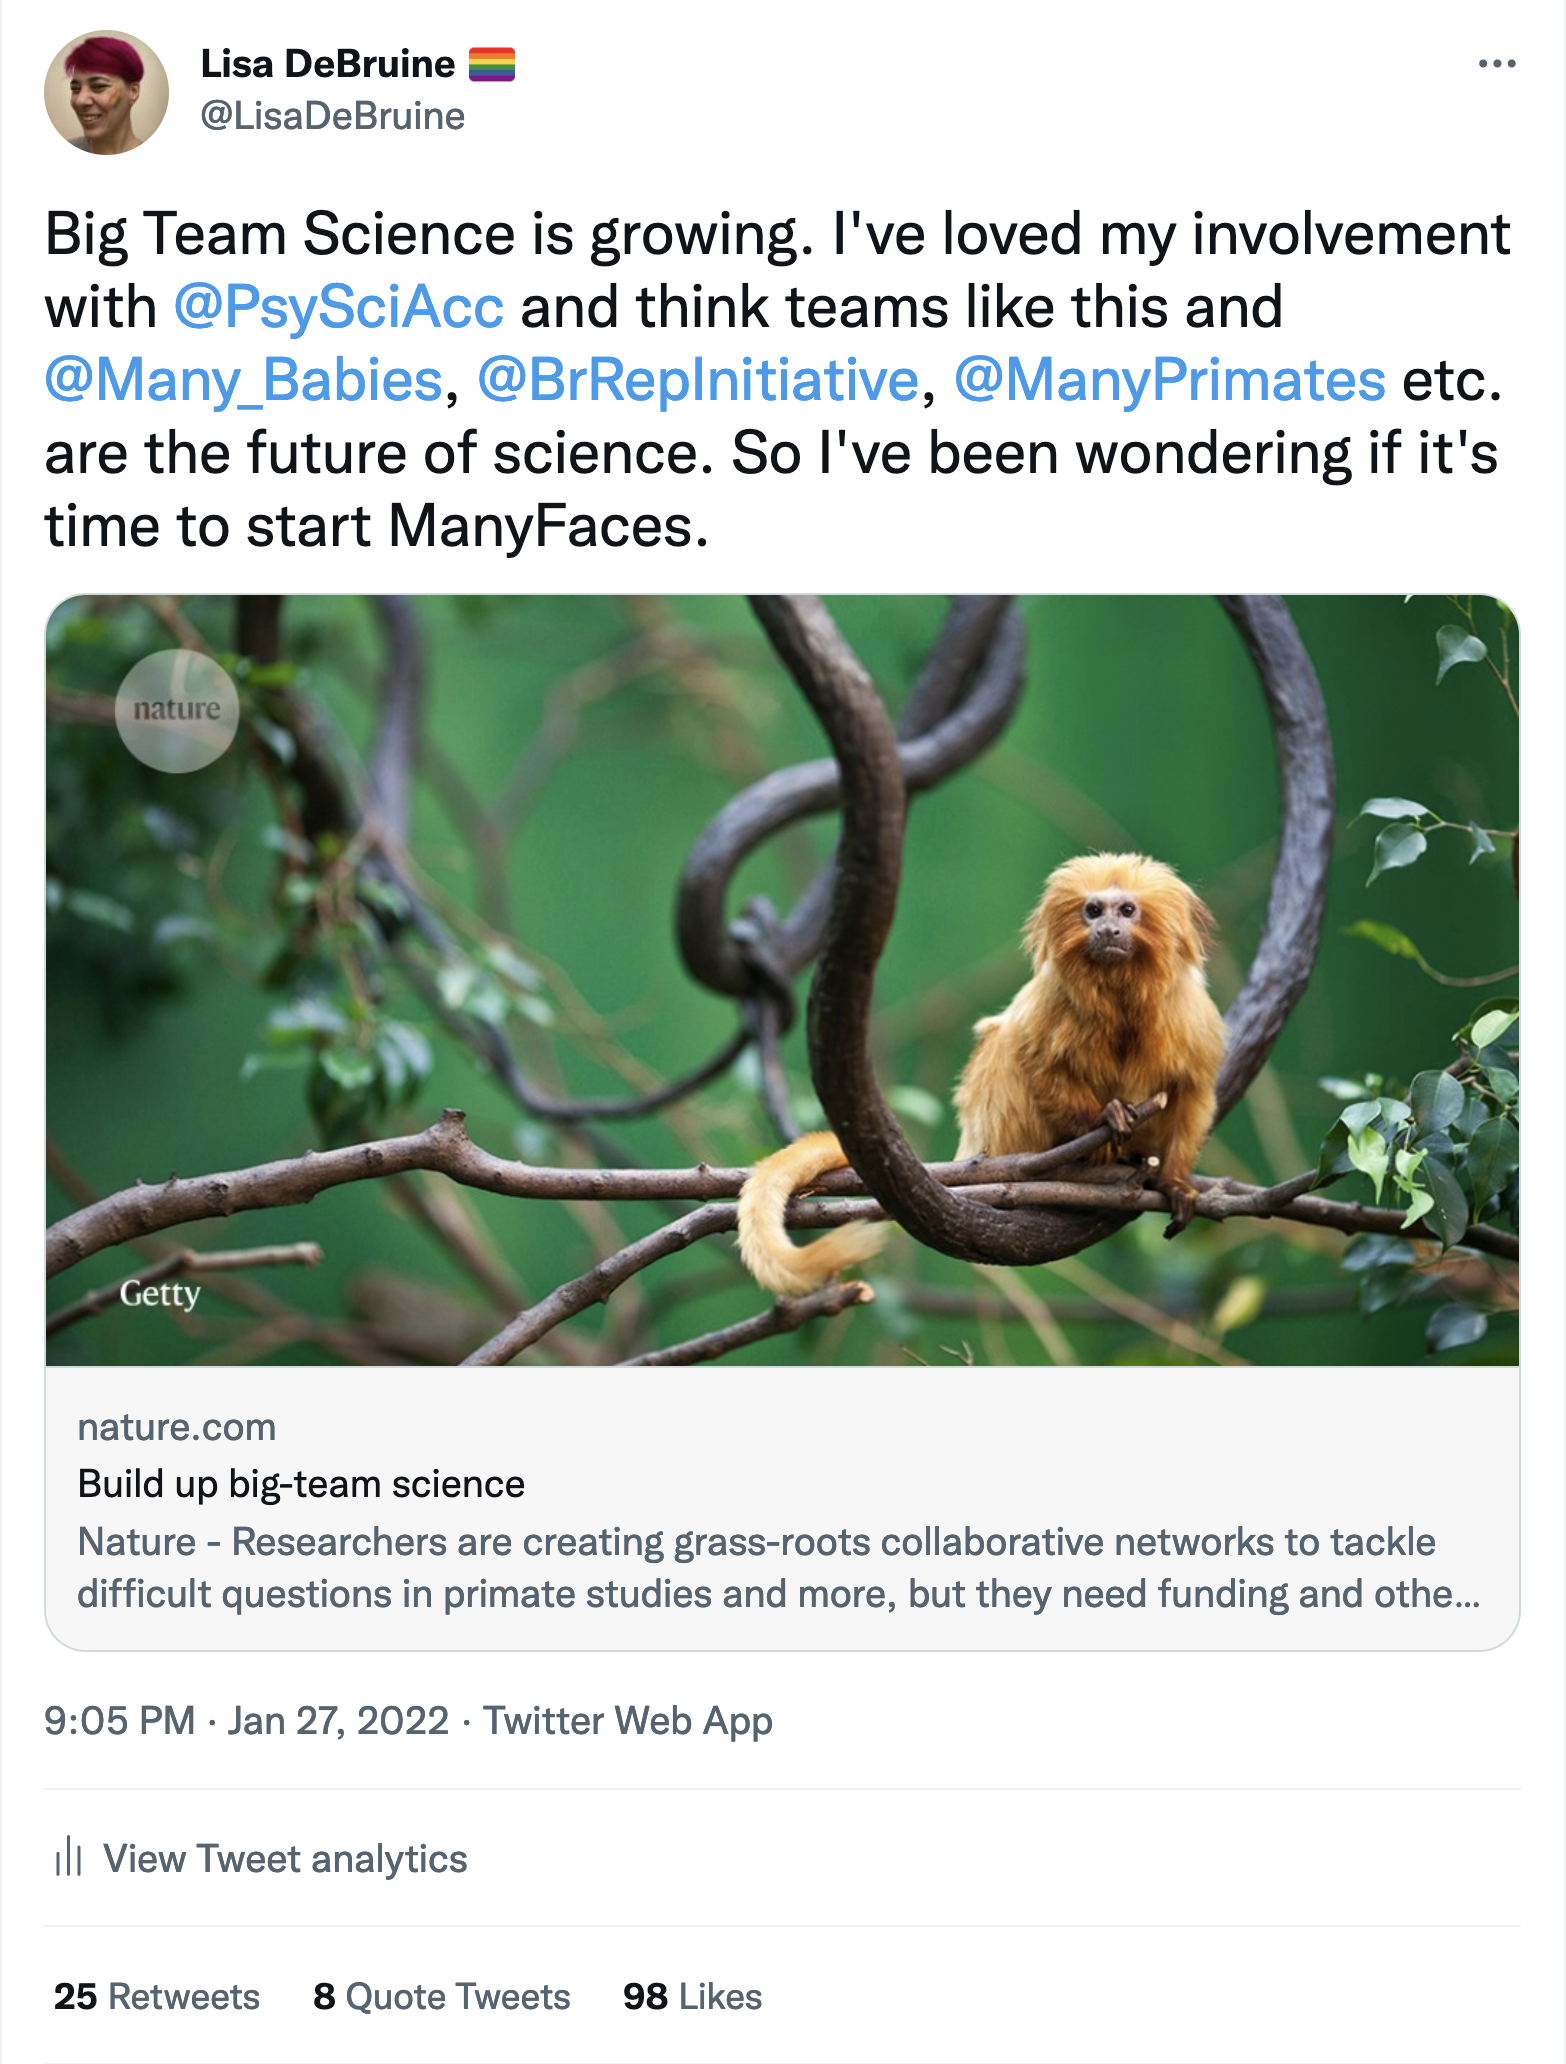 Lisa DeBruine 🏳️‍🌈
@LisaDeBruine
Big Team Science is growing. I've loved my involvement
with @PsySciAcc and think teams like this and
@Many_Babies, @BrRepInitiative, @ManyPrimates etc.
are the future of science. So I've been wondering if it's
time to start ManyFaces.
nature
Getty
nature.com
Build up big-team science
Nature - Researchers are creating grass-roots collaborative networks to tackle
difficult questions in primate studies and more, but they need funding and othe...
9:05 PM · Jan 27, 2022 · Twitter Web App
View Tweet analytics
25 Retweets 8 Quote Tweets 98 Likes